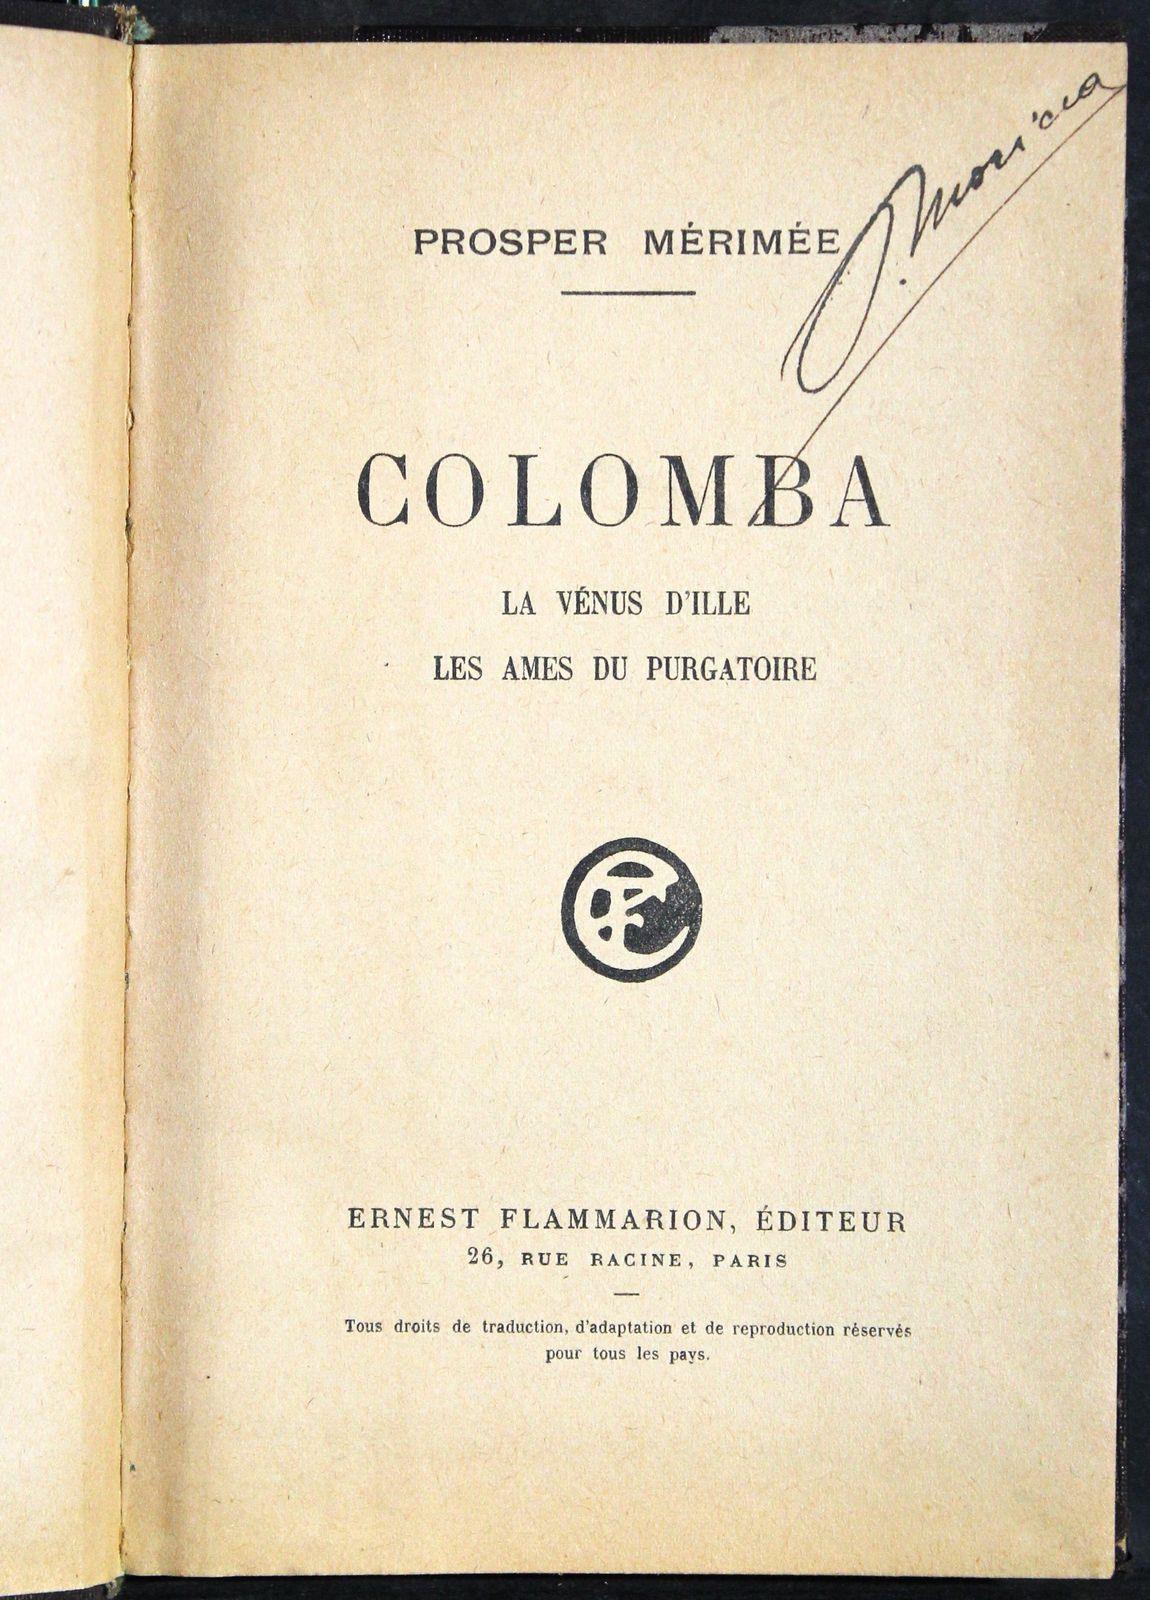 PROSPER MÉRIMÉE
COLOMBA
LA VÉNUS D'ILLE
LES AMES DU PURGATOIRE
ERNEST FLAMMARION, ÉDITEUR
26, RUE RACINE, PARIS
Tous droits de traduction, d'adaptation et de reproduction réservés
pour tous les pays.